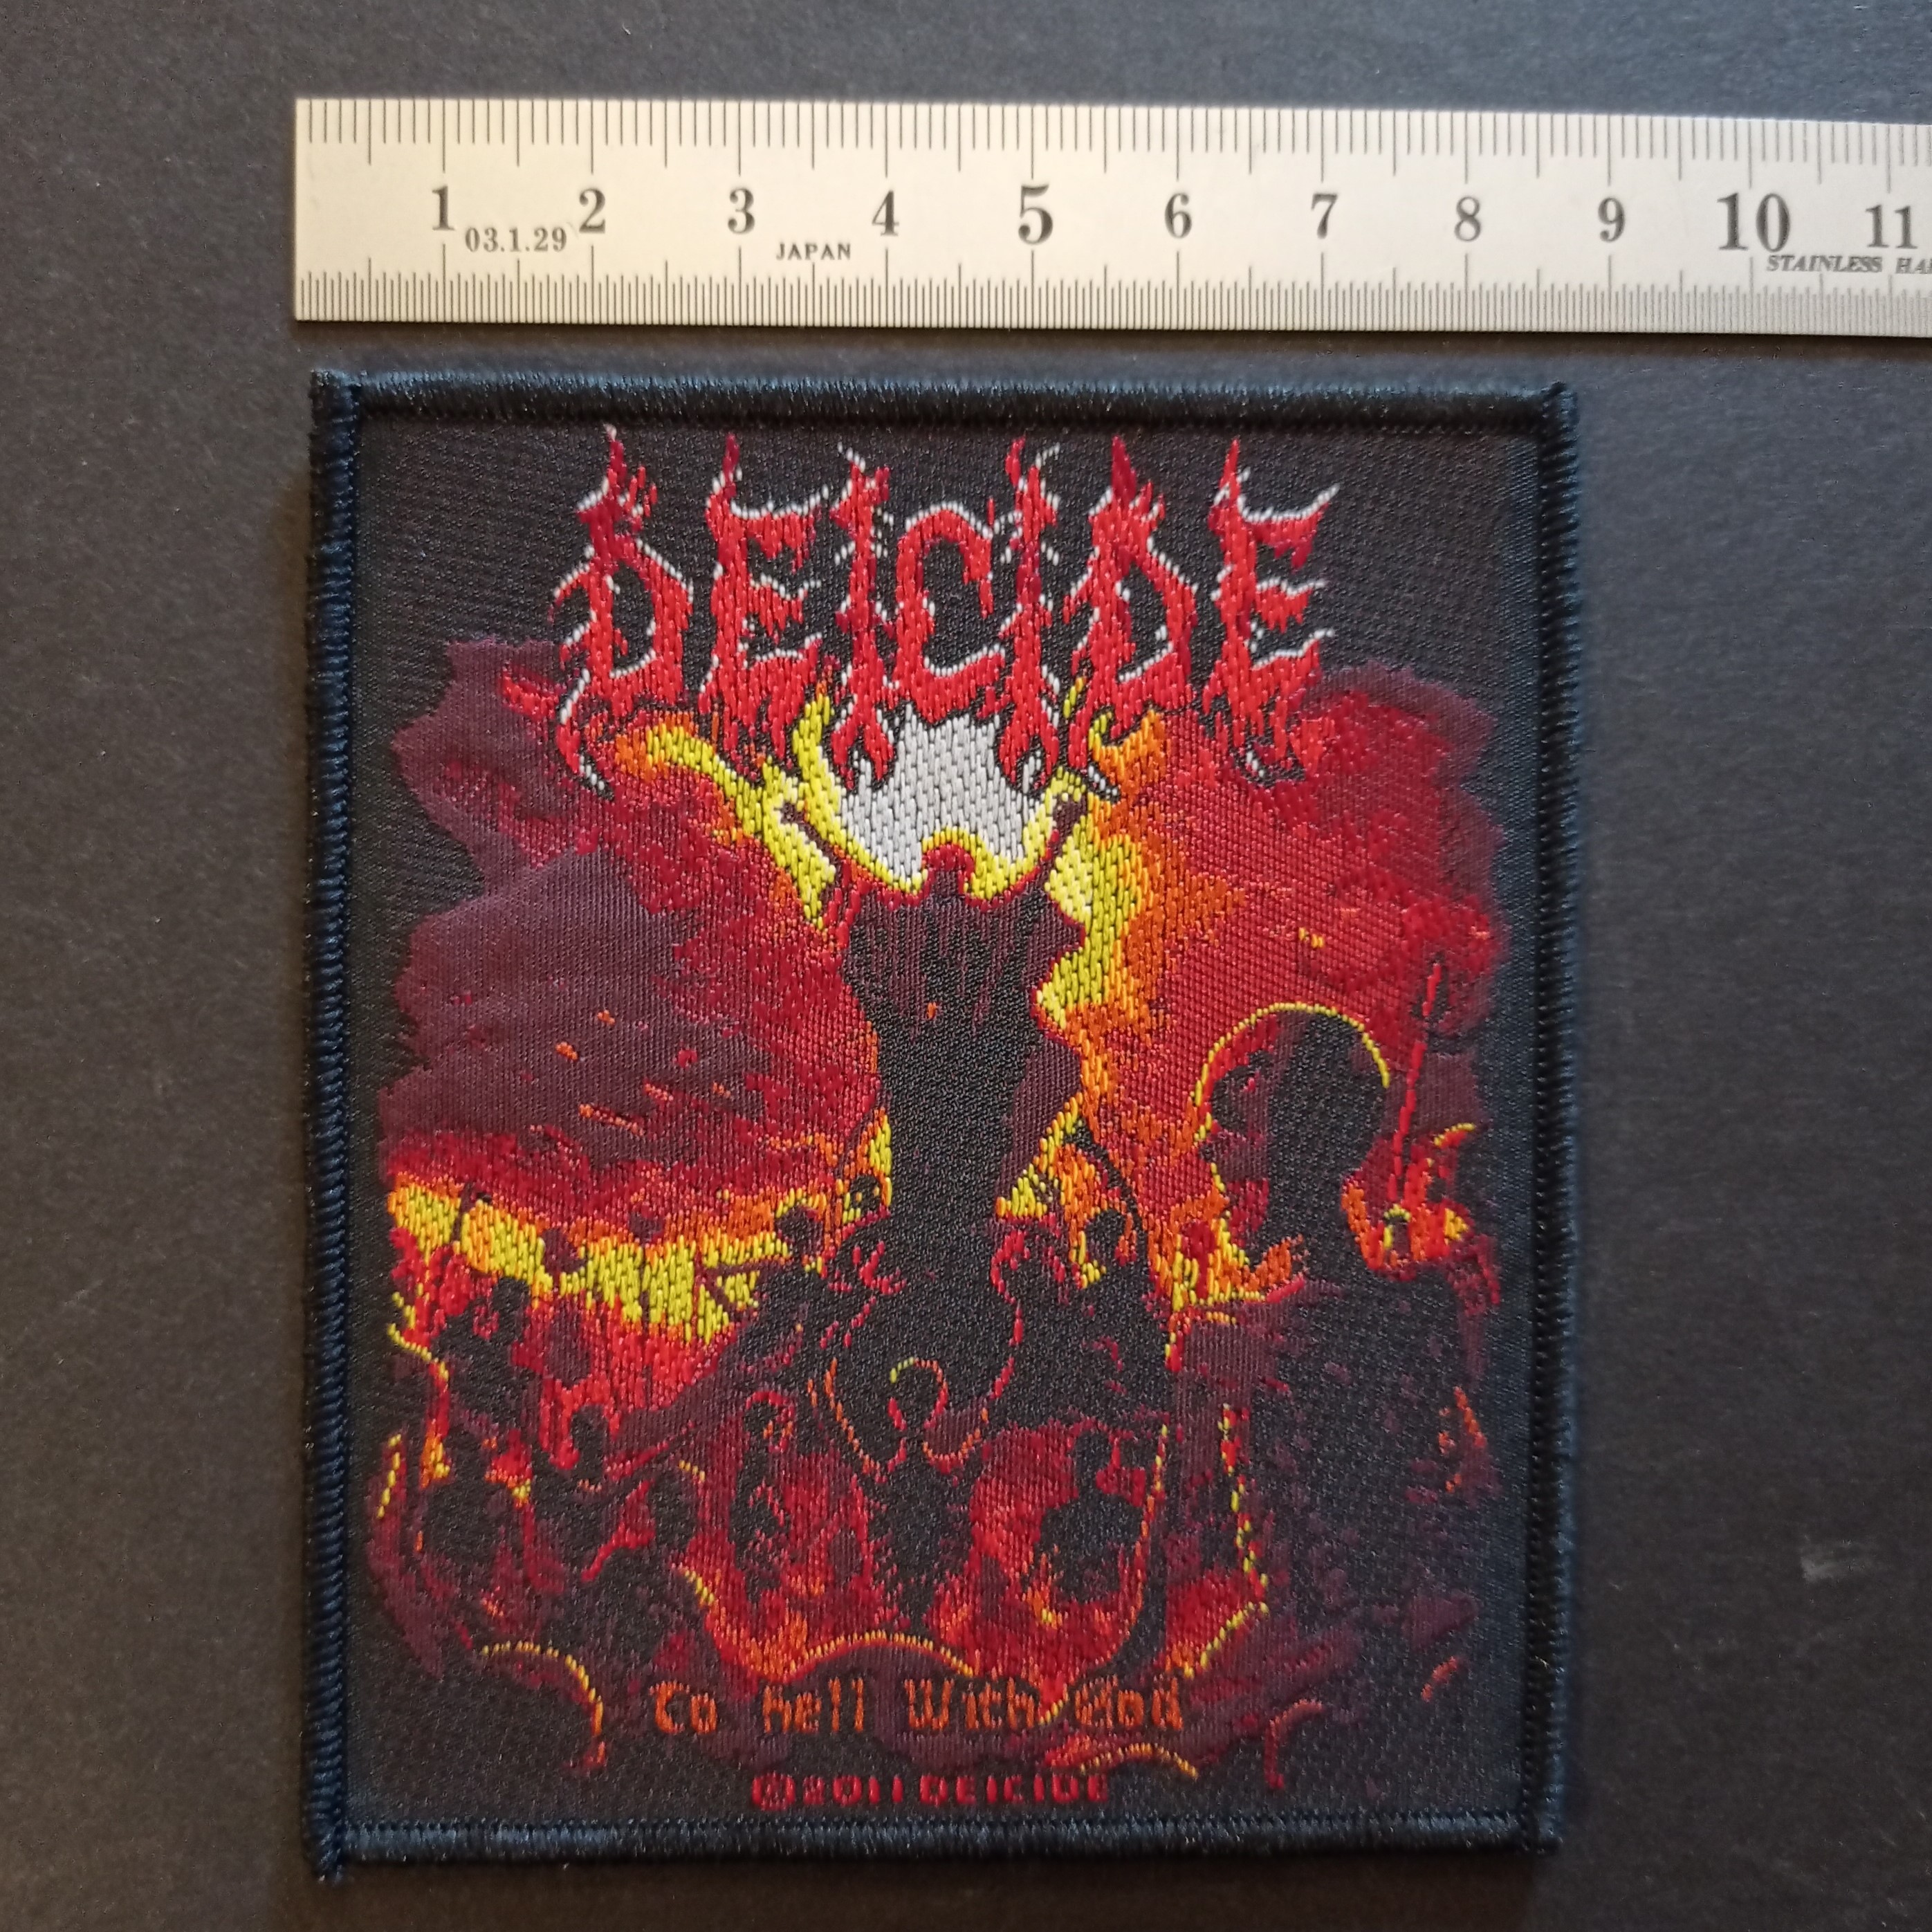 1 2 3 4 5 6 7 8 9 10 11
03.1.29 JAPAN STAINLESS HA
DEICIDE
To Hell With God
©2011 DEICIDE